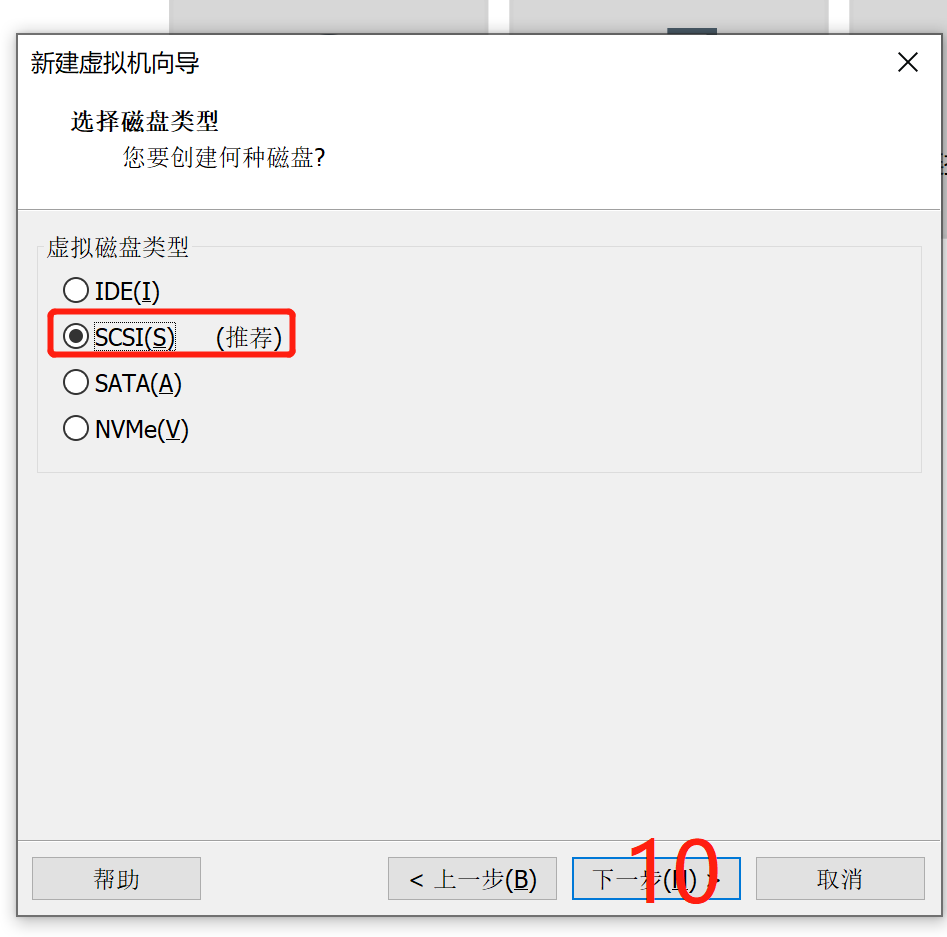 新建虚拟机向导
选择磁盘类型
您要创建何种磁盘?
虚拟磁盘类型
IDE(I)
SCSI(S) (推荐)
SATA(A)
NVMe(V)
帮助 < 上一步(B) 下一步(N) > 取消
10